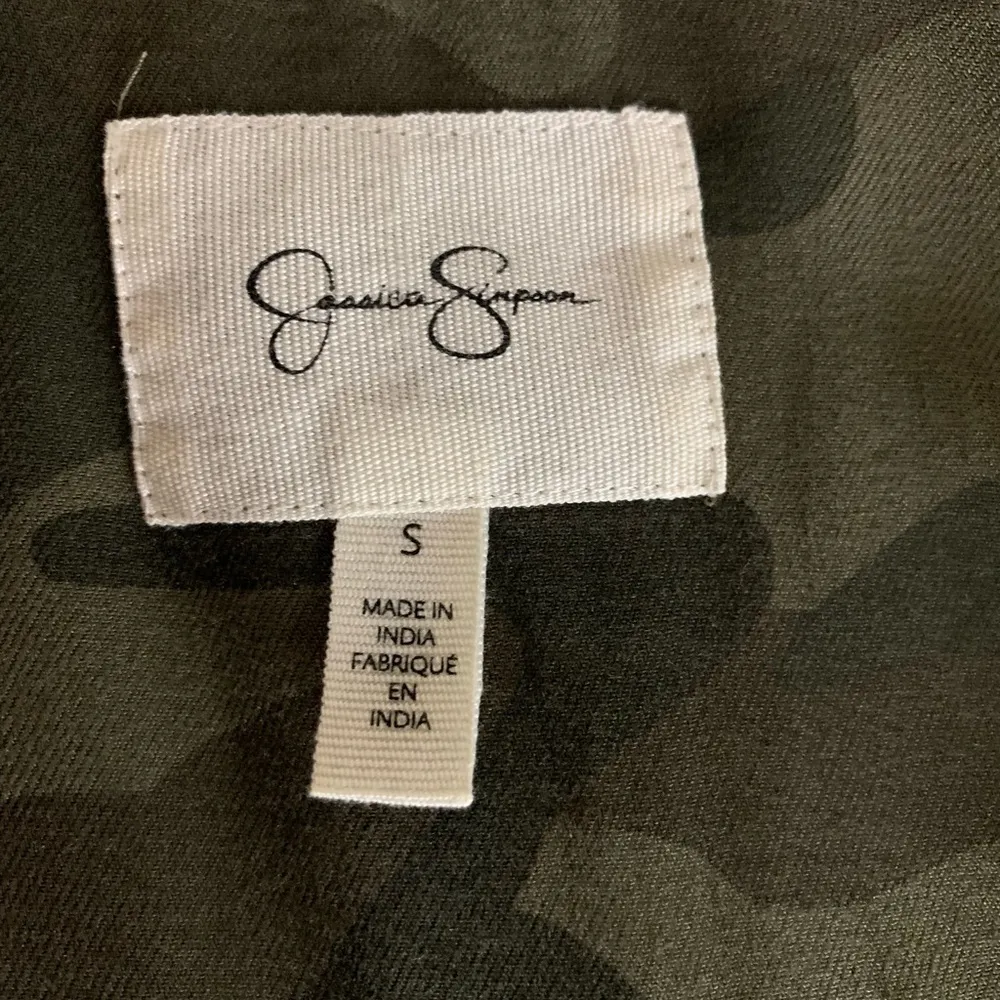 Jessica Simpson
S
MADE IN
INDIA
FABRIQUÉ
EN
INDIA